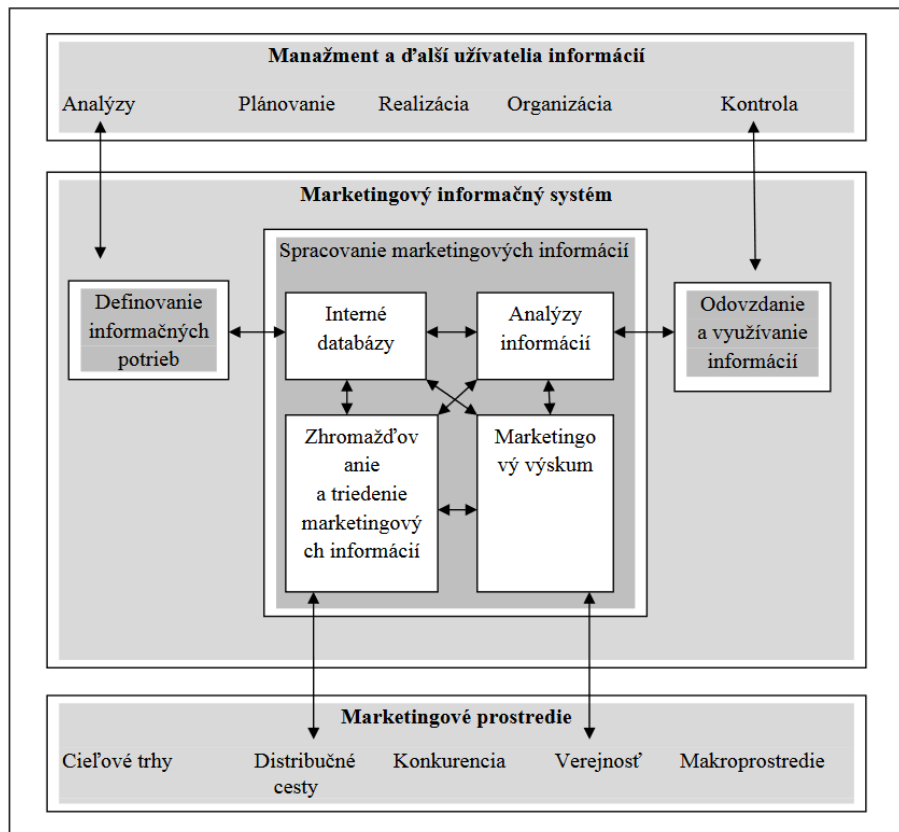 Manažment a ďalší užívatelia informácií
Analýzy Plánovanie Realizácia Organizácia Kontrola
Marketingový informačný systém
Spracovanie marketingových informácií
Definovanie
informačných
potrieb
Interné
databázy
Analýzy
informácií
Odovzdanie
a využívanie
informácií
Zhromažďov
anie
a triedenie
marketingový
ch informácií
Marketingo
vý výskum
Marketingové prostredie
Cieľové trhy Distribučné Konkurencia Verejnosť Makroprostredie
cesty